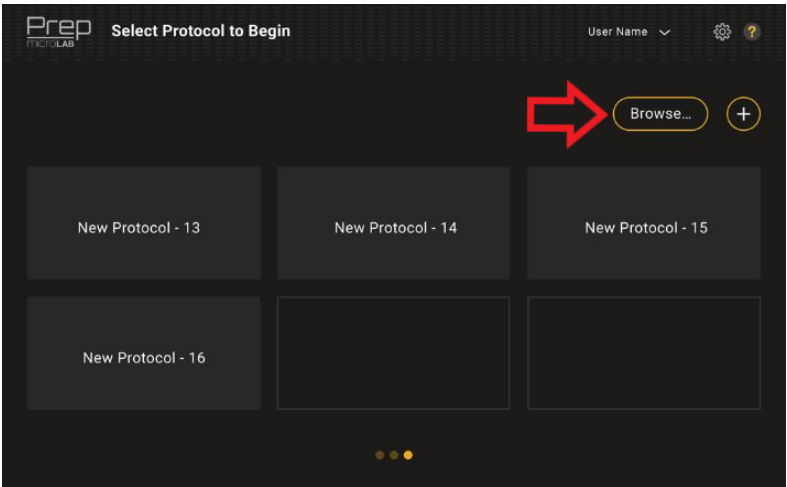 Prep
MICROLAB
Select Protocol to Begin
User Name
?
Browse...
+
New Protocol - 13
New Protocol - 14
New Protocol - 15
New Protocol - 16